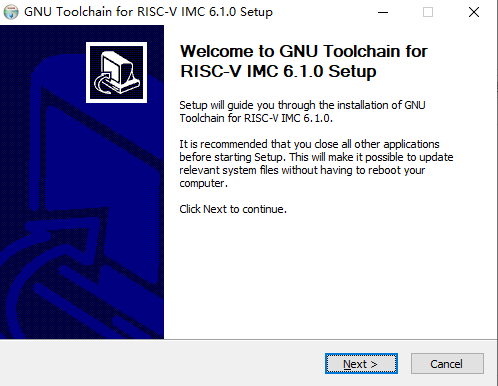 GNU Toolchain for RISC-V IMC 6.1.0 Setup
Welcome to GNU Toolchain for
RISC-V IMC 6.1.0 Setup
Setup will guide you through the installation of GNU
Toolchain for RISC-V IMC 6.1.0.
It is recommended that you close all other applications
before starting Setup. This will make it possible to update
relevant system files without having to reboot your
computer.
Click Next to continue.
Next >
Cancel